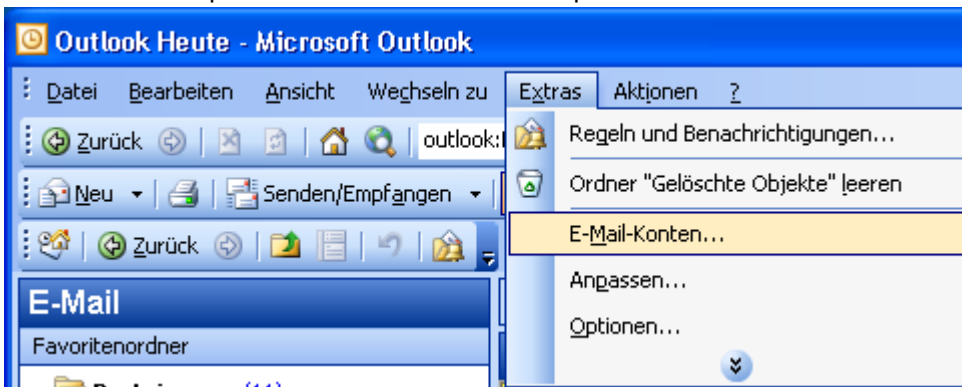 Outlook Heute - Microsoft Outlook
Datei Bearbeiten Ansicht Wechseln zu Extras Aktionen ?
Zurück outlook:
Regeln und Benachrichtigungen...
Neu Senden/Empfangen
Ordner "Gelöschte Objekte" leeren
Zurück
E-Mail-Konten...
E-Mail
Anpassen...
Favoritenordner
Optionen...